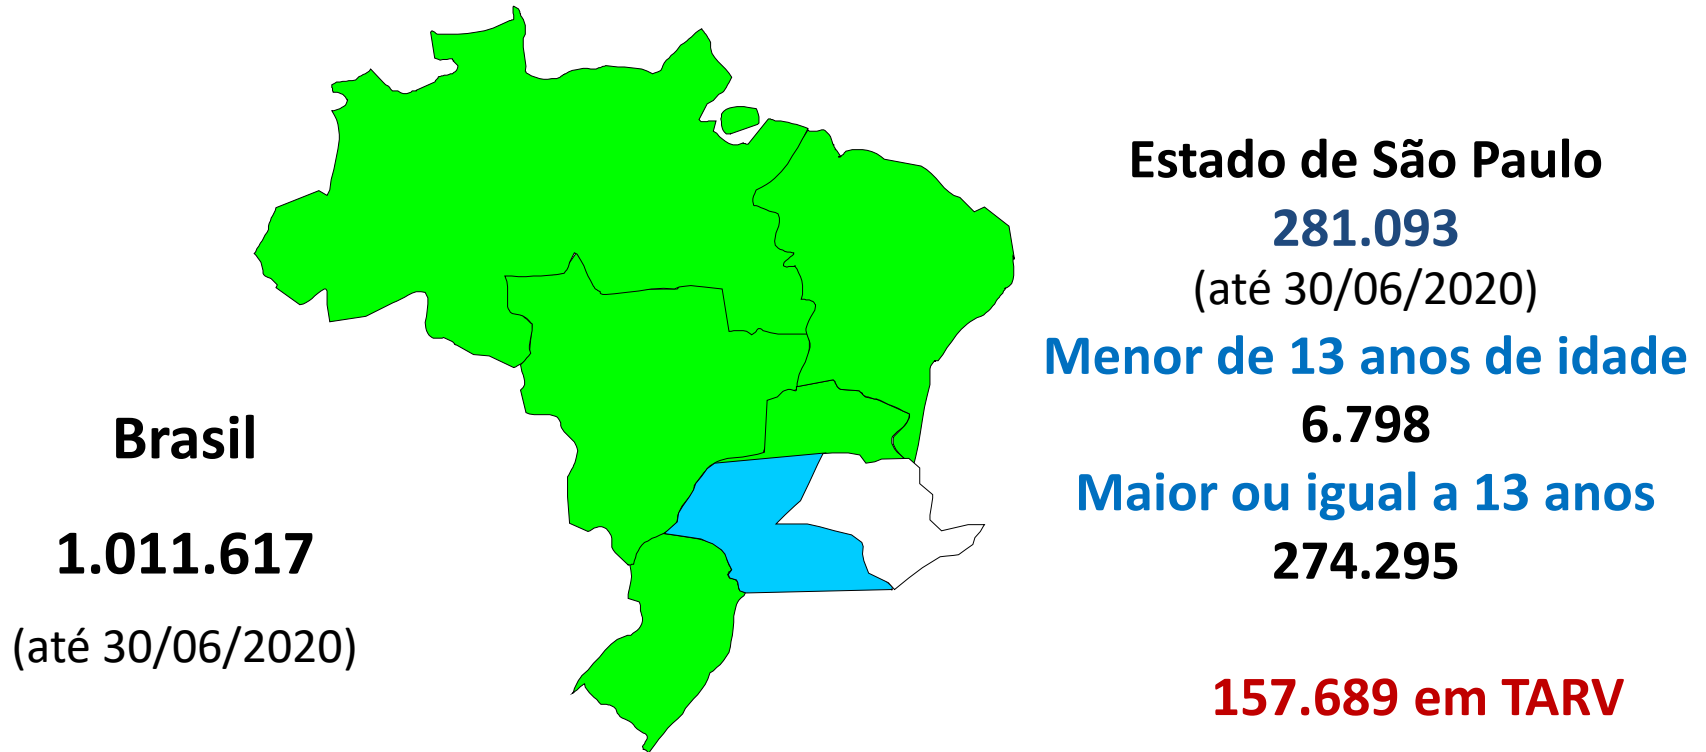 Brasil
1.011.617
(até 30/06/2020)
Estado de São Paulo
281.093
(até 30/06/2020)
Menor de 13 anos de idade
6.798
Maior ou igual a 13 anos
274.295
157.689 em TARV